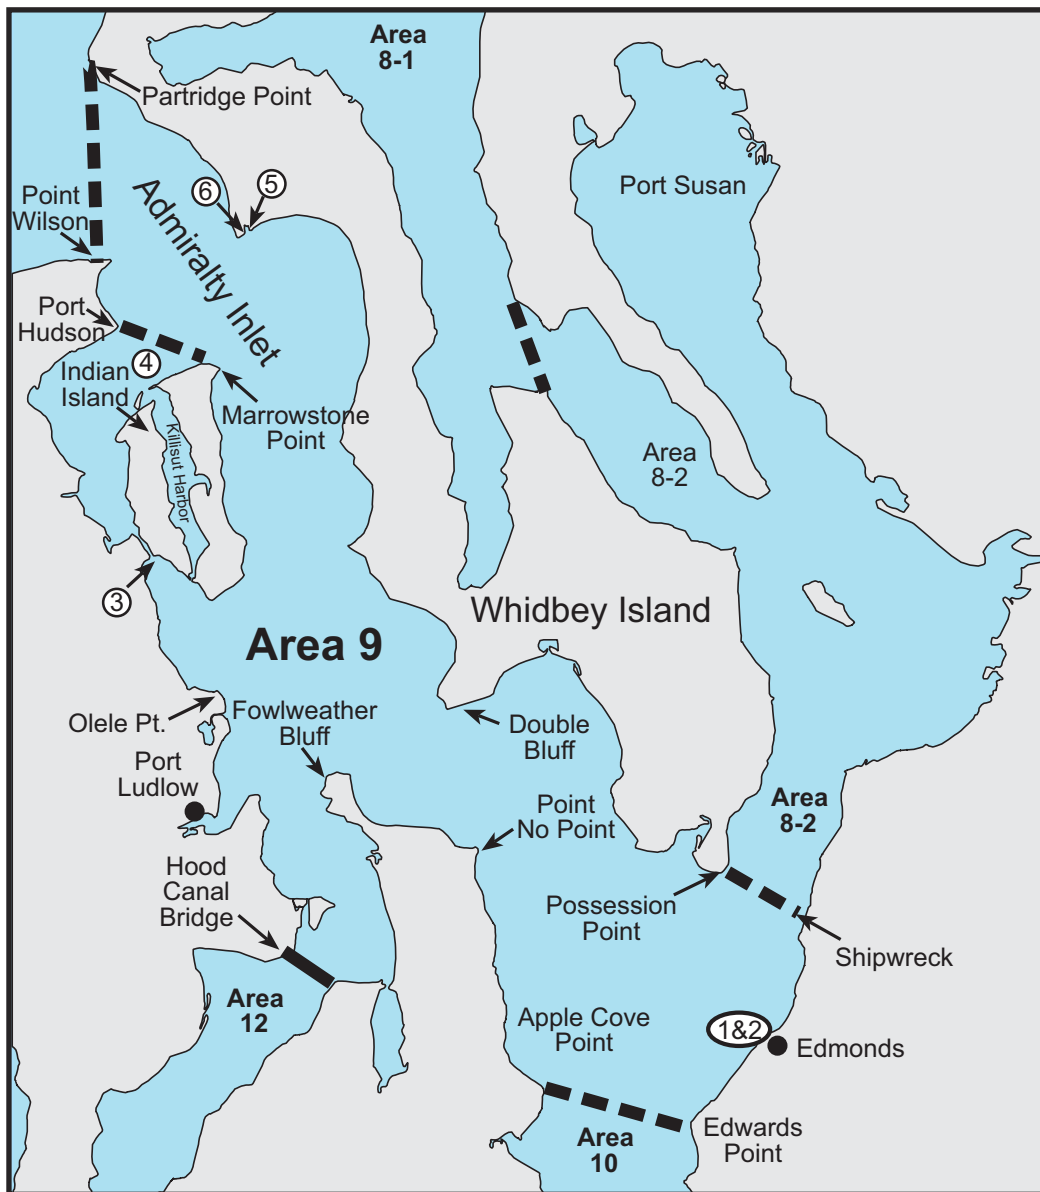 Area
8-1
Partridge Point
Port Susan
Point
Wilson
6
5
Admiralty Inlet
Port
Hudson
4
Indian
Island
Marrowstone
Point
Killisut Harbor
Area
8-2
3
Whidbey Island
Area 9
Olele Pt.
Fowlweather
Bluff
Double
Bluff
Port
Ludlow
Point
No Point
Area
8-2
Hood
Canal
Bridge
Possession
Point
Shipwreck
Area
12
Apple Cove
Point
1&2
Edmonds
Area
10
Edwards
Point